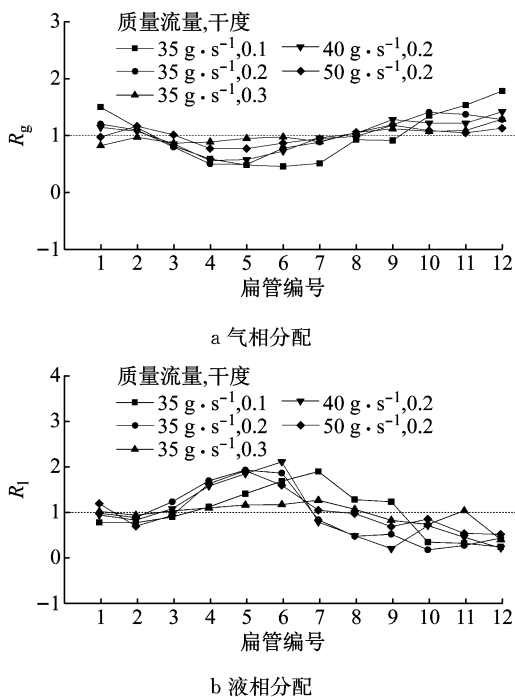 质量流量,干度
35 g·s⁻¹,0.1 40 g·s⁻¹,0.2
35 g·s⁻¹,0.2 50 g·s⁻¹,0.2
35 g·s⁻¹,0.3
3
2
1
0
−1
Rg
1 2 3 4 5 6 7 8 9 10 11 12
扁管编号
a 气相分配
质量流量,干度
35 g·s⁻¹,0.1 40 g·s⁻¹,0.2
35 g·s⁻¹,0.2 50 g·s⁻¹,0.2
35 g·s⁻¹,0.3
4
3
2
1
0
−1
Rl
1 2 3 4 5 6 7 8 9 10 11 12
扁管编号
b 液相分配